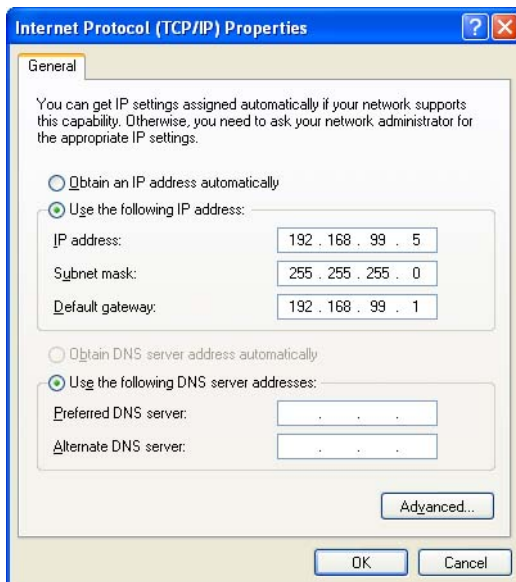 Internet Protocol (TCP/IP) Properties
General
You can get IP settings assigned automatically if your network supports
this capability. Otherwise, you need to ask your network administrator for
the appropriate IP settings.
Obtain an IP address automatically
Use the following IP address:
IP address: 192 . 168 . 99 . 5
Subnet mask: 255 . 255 . 255 . 0
Default gateway: 192 . 168 . 99 . 1
Obtain DNS server address automatically
Use the following DNS server addresses:
Preferred DNS server: . . .
Alternate DNS server: . . .
Advanced...
OK Cancel